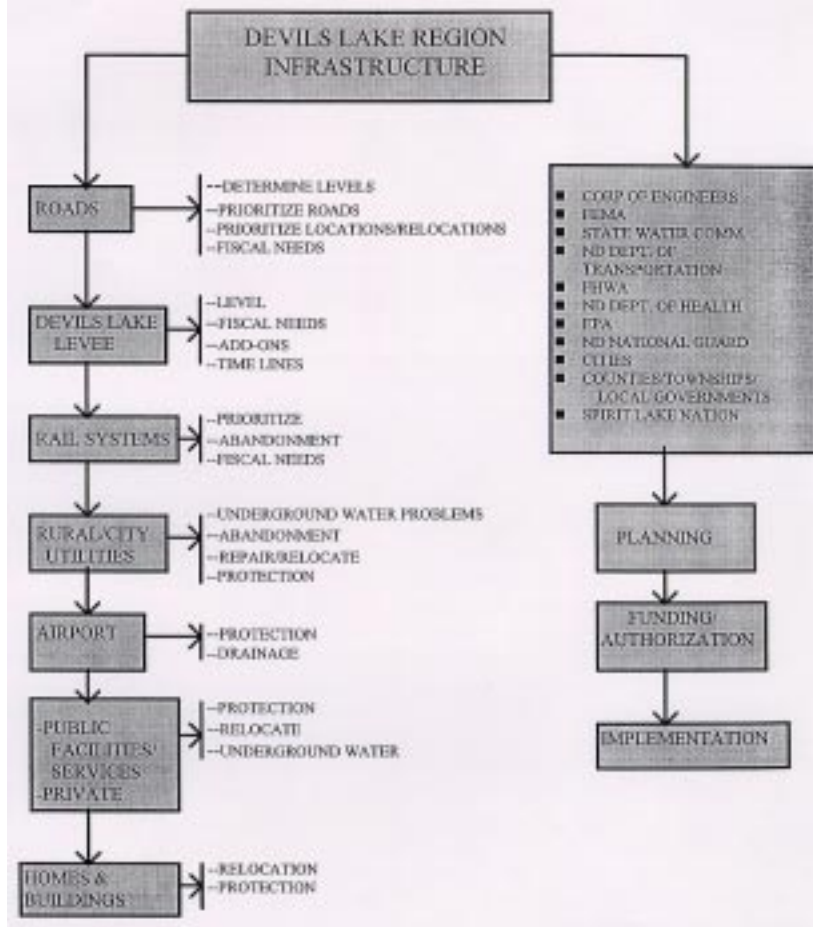 DEVILS LAKE REGION
INFRASTRUCTURE
ROADS
--DETERMINE LEVELS
--PRIORITIZE ROADS
--PRIORITIZE LOCATIONS/RELOCATIONS
--FISCAL NEEDS
DEVILS LAKE
LEVEE
--LEVEL
--FISCAL NEEDS
--ADD-ONS
--TIME LINES
RAIL SYSTEMS
--PRIORITIZE
--ABANDONMENT
--FISCAL NEEDS
RURAL/CITY
UTILITIES
--UNDERGROUND WATER PROBLEMS
--ABANDONMENT
--REPAIR/RELOCATE
--PROTECTION
AIRPORT
--PROTECTION
--DRAINAGE
-PUBLIC
FACILITIES/
SERVICES
-PRIVATE
--PROTECTION
--RELOCATE
--UNDERGROUND WATER
HOMES &
BUILDINGS
--RELOCATION
--PROTECTION
■ CORP OF ENGINEERS
■ FEMA
■ STATE WATER COMM.
■ ND DEPT. OF
TRANSPORTATION
■ FHWA
■ ND DEPT. OF HEALTH
■ EPA
■ ND NATIONAL GUARD
■ CITIES
■ COUNTIES/TOWNSHIPS/
LOCAL GOVERNMENTS
■ SPIRIT LAKE NATION
PLANNING
FUNDING/
AUTHORIZATION
IMPLEMENTATION